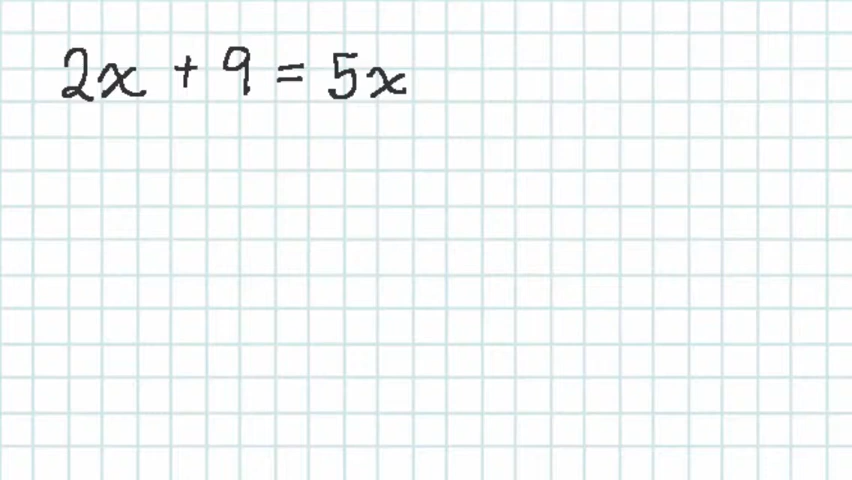 2x + 9 = 5x